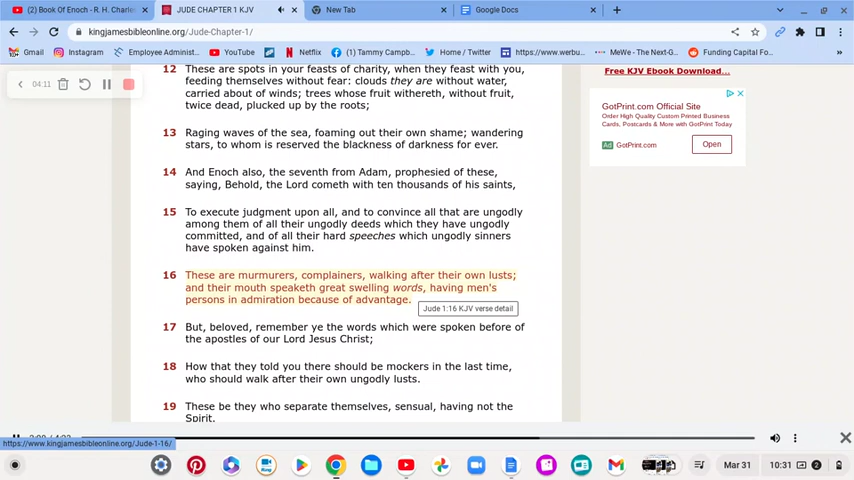 (2) Book Of Enoch - R. H. Charle
JUDE CHAPTER 1 KJV
New Tab
Google Docs
kingjamesbibleonline.org/Jude-Chapter-1/
Gmail
Instagram
Employee Administ...
YouTube
Netflix
(1) Tammy Campb...
Home / Twitter
https://www.werbu...
MeWe - The Next-G...
Redding Capital Fo...
04:11
12 These are spots in your feasts of charity, when they feast with you,
feeding themselves without fear: clouds they are without water,
carried about of winds; trees whose fruit withereth, without fruit,
twice dead, plucked up by the roots;
13 Raging waves of the sea, foaming out their own shame; wandering
stars, to whom is reserved the blackness of darkness for ever.
14 And Enoch also, the seventh from Adam, prophesied of these,
saying, Behold, the Lord cometh with ten thousands of his saints,
15 To execute judgment upon all, and to convince all that are ungodly
among them of all their ungodly deeds which they have ungodly
committed, and of all their hard speeches which ungodly sinners
have spoken against him.
16 These are murmurers, complainers, walking after their own lusts;
and their mouth speaketh great swelling words, having men's
persons in admiration because of advantage.
Jude 1:16 KJV verse detail
17 But, beloved, remember ye the words which were spoken before of
the apostles of our Lord Jesus Christ;
18 How that they told you there should be mockers in the last time,
who should walk after their own ungodly lusts.
19 These be they who separate themselves, sensual, having not the
Spirit.
Free KJV Ebook Download...
GotPrint.com Official Site
Order High Quality Custom Printed Business
Cards, Postcards & More with GotPrint Today
Ad GotPrint.com
Open
https://www.kingjamesbibleonline.org/Jude-1-16/
Mar 31
10:31
2